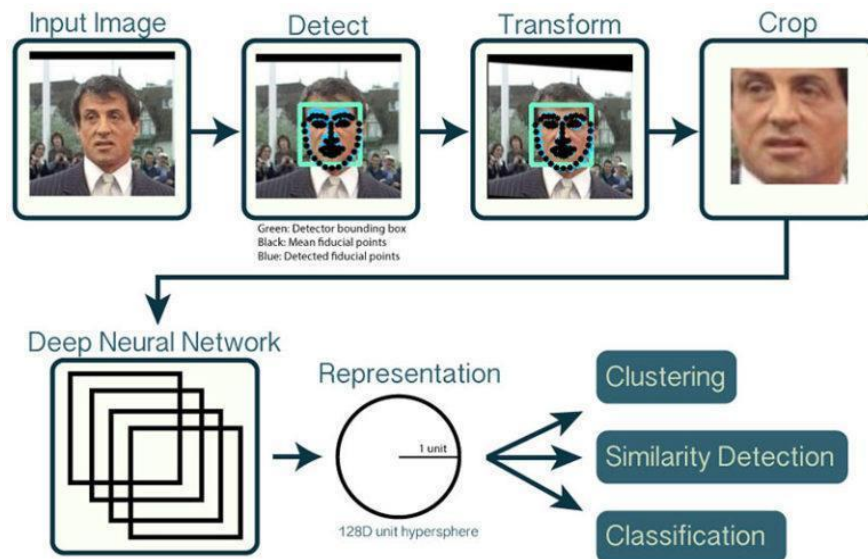 Input Image
Detect
Transform
Crop
Green: Detector bounding box
Black: Mean fiducial points
Blue: Detected fiducial points
Deep Neural Network
Representation
1 unit
128D unit hypersphere
Clustering
Similarity Detection
Classification